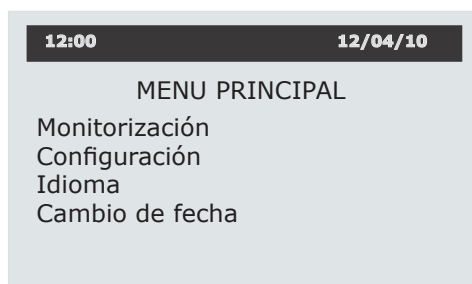 12:00 12/04/10
MENU PRINCIPAL
Monitorización
Configuración
Idioma
Cambio de fecha